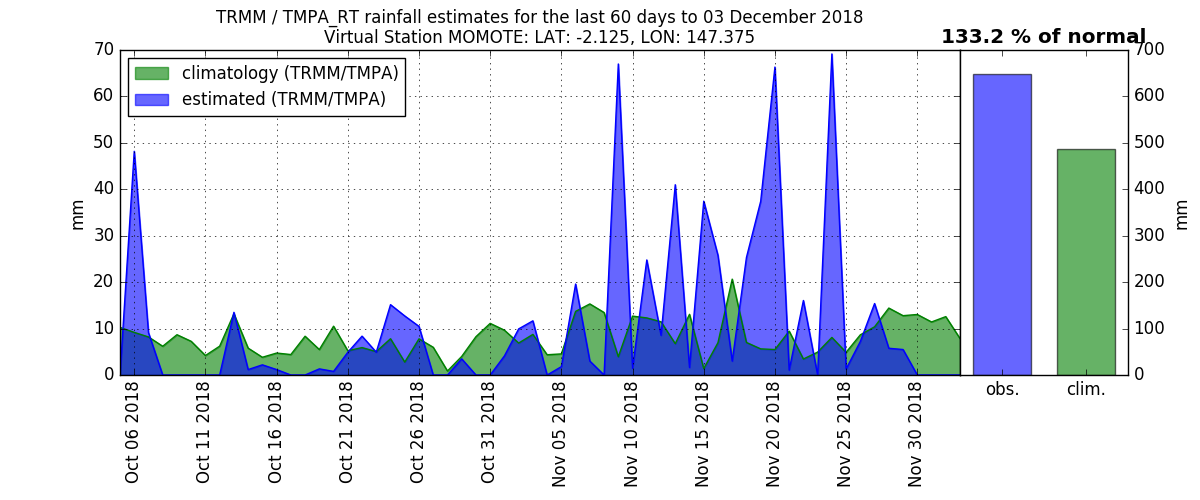 TRMM / TMPA_RT rainfall estimates for the last 60 days to 03 December 2018
Virtual Station MOMOTE: LAT: -2.125, LON: 147.375
133.2 % of normal
climatology (TRMM/TMPA)
estimated (TRMM/TMPA)
70
60
50
40
30
20
10
0
mm
Oct 06 2018
Oct 11 2018
Oct 16 2018
Oct 21 2018
Oct 26 2018
Oct 31 2018
Nov 05 2018
Nov 10 2018
Nov 15 2018
Nov 20 2018
Nov 25 2018
Nov 30 2018
obs.
clim.
700
600
500
400
300
200
100
0
mm